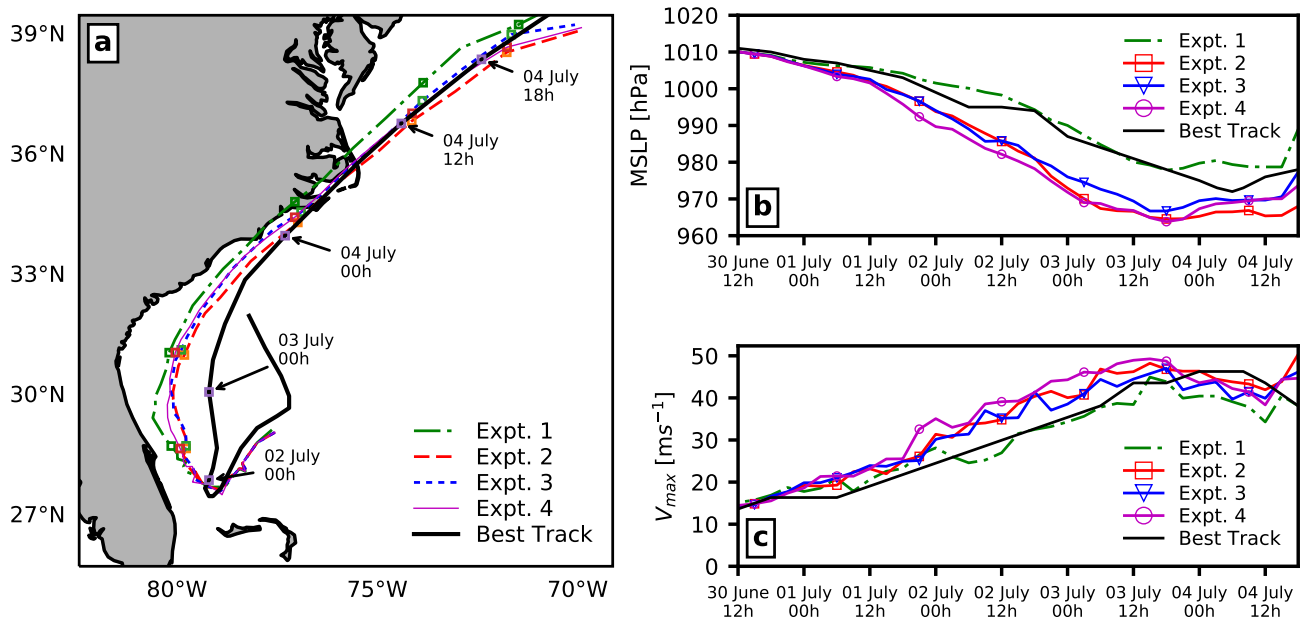 a
39°N
36°N
33°N
30°N
27°N
80°W
75°W
70°W
04 July
18h
04 July
12h
04 July
00h
03 July
00h
02 July
00h
Expt. 1
Expt. 2
Expt. 3
Expt. 4
Best Track
b
MSLP [hPa]
1020
1010
1000
990
980
970
960
Expt. 1
Expt. 2
Expt. 3
Expt. 4
Best Track
30 June
12h
01 July
00h
01 July
12h
02 July
00h
02 July
12h
03 July
00h
03 July
12h
04 July
00h
04 July
12h
c
Vmax [ms⁻¹]
50
40
30
20
10
0
Expt. 1
Expt. 2
Expt. 3
Expt. 4
Best Track
30 June
12h
01 July
00h
01 July
12h
02 July
00h
02 July
12h
03 July
00h
03 July
12h
04 July
00h
04 July
12h